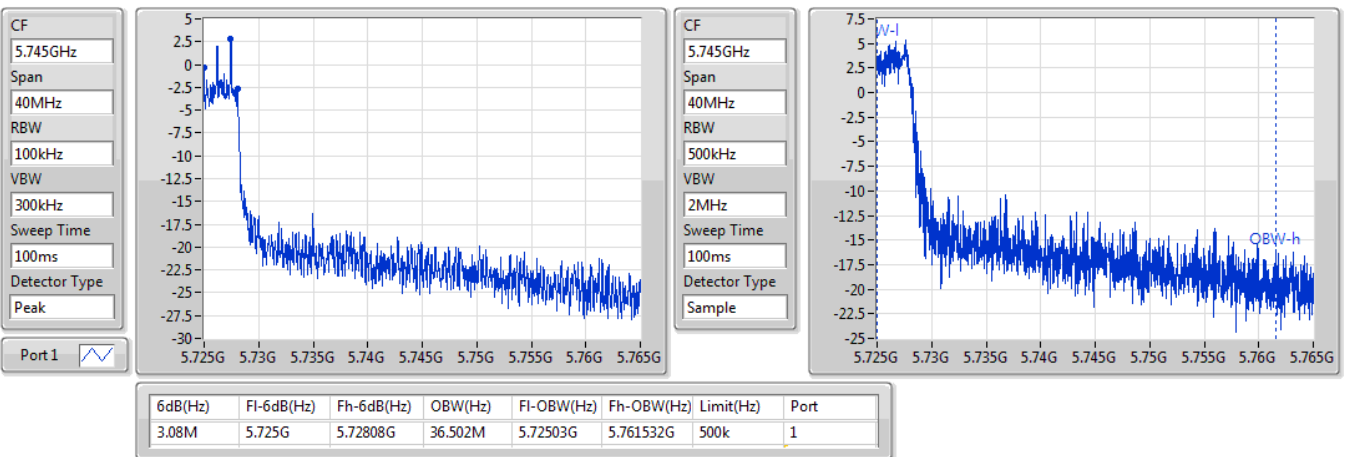 CF
5.745GHz
Span
40MHz
RBW
100kHz
VBW
300kHz
Sweep Time
100ms
Detector Type
Peak
Port 1
5
2.5
0
-2.5
-5
-7.5
-10
-12.5
-15
-17.5
-20
-22.5
-25
-27.5
-30
5.725G 5.73G 5.735G 5.74G 5.745G 5.75G 5.755G 5.76G 5.765G
CF
5.745GHz
Span
40MHz
RBW
500kHz
VBW
2MHz
Sweep Time
100ms
Detector Type
Sample
7.5
5
2.5
0
-2.5
-5
-7.5
-10
-12.5
-15
-17.5
-20
-22.5
-25
W-l
OBW-h
5.725G 5.73G 5.735G 5.74G 5.745G 5.75G 5.755G 5.76G 5.765G
6dB(Hz) Fl-6dB(Hz) Fh-6dB(Hz) OBW(Hz) Fl-OBW(Hz) Fh-OBW(Hz) Limit(Hz) Port
3.08M 5.725G 5.72808G 36.502M 5.72503G 5.761532G 500k 1